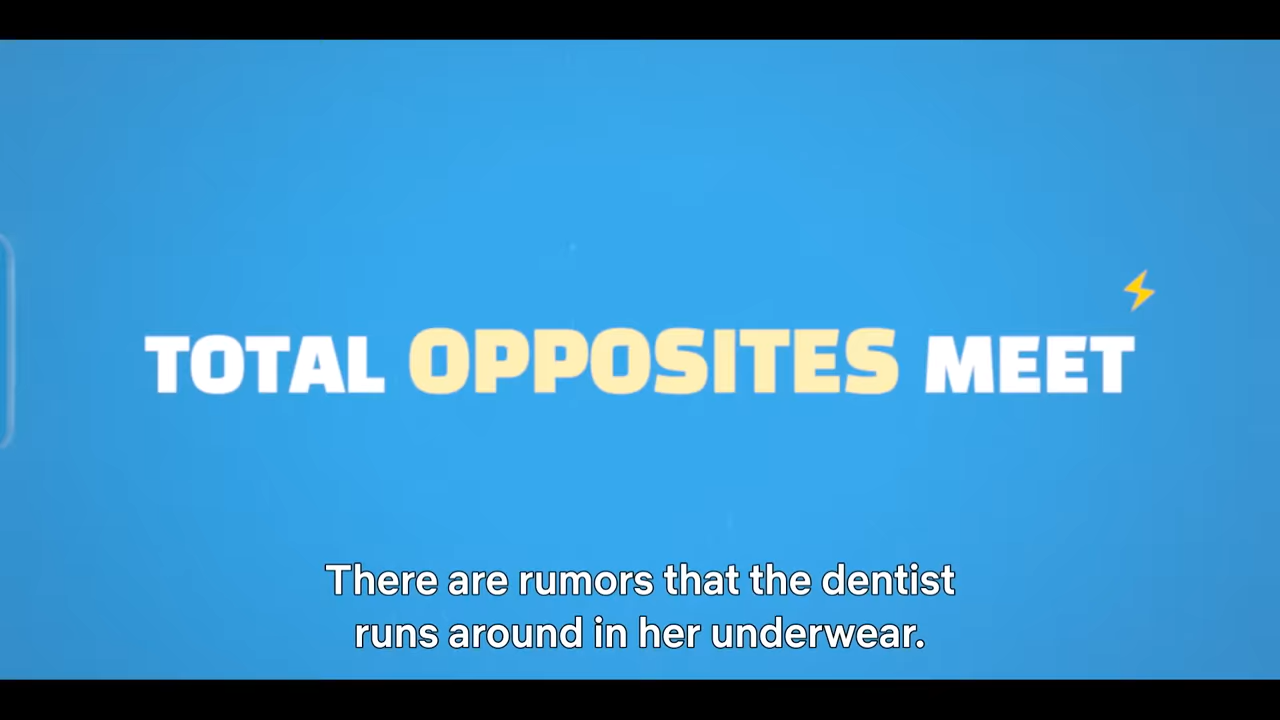 TOTAL OPPOSITES MEET
There are rumors that the dentist
runs around in her underwear.